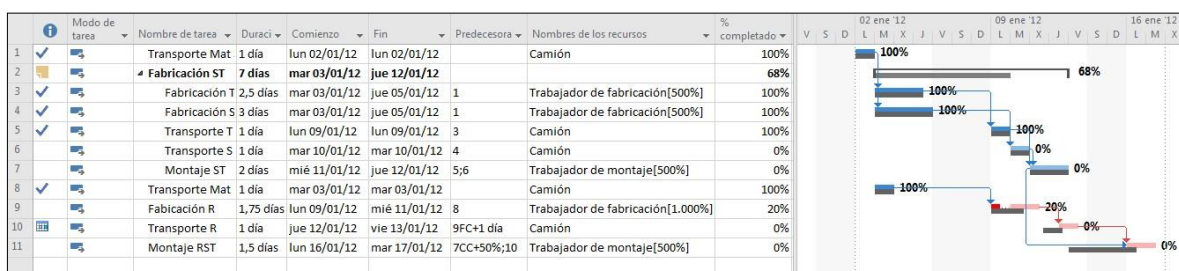 Modo de tarea Nombre de tarea Duraci Comienzo Fin Predecesora Nombres de los recursos % completado 02 ene '12 09 ene '12 16 ene '12
V S D L M X J V S D L M X J V S D L M X
1 Transporte Mat 1 día lun 02/01/12 lun 02/01/12 Camión 100% 100%
2 Fabricación ST 7 días mar 03/01/12 jue 12/01/12 68% 68%
3 Fabricación T 2,5 días mar 03/01/12 jue 05/01/12 1 Trabajador de fabricación[500%] 100% 100%
4 Fabricación S 3 días mar 03/01/12 jue 05/01/12 1 Trabajador de fabricación[500%] 100% 100%
5 Transporte T 1 día lun 09/01/12 lun 09/01/12 3 Camión 100% 100%
6 Transporte S 1 día mar 10/01/12 mar 10/01/12 4 Camión 0% 0%
7 Montaje ST 2 días mié 11/01/12 jue 12/01/12 5;6 Trabajador de montaje[500%] 0% 0%
8 Transporte Mat 1 día mar 03/01/12 mar 03/01/12 Camión 100% 100%
9 Fabicación R 1,75 días lun 09/01/12 mié 11/01/12 8 Trabajador de fabricación[1.000%] 20% 20%
10 Transporte R 1 día jue 12/01/12 vie 13/01/12 9FC+1 día Camión 0% 0%
11 Montaje RST 1,5 días lun 16/01/12 mar 17/01/12 7CC+50%;10 Trabajador de montaje[500%] 0% 0%